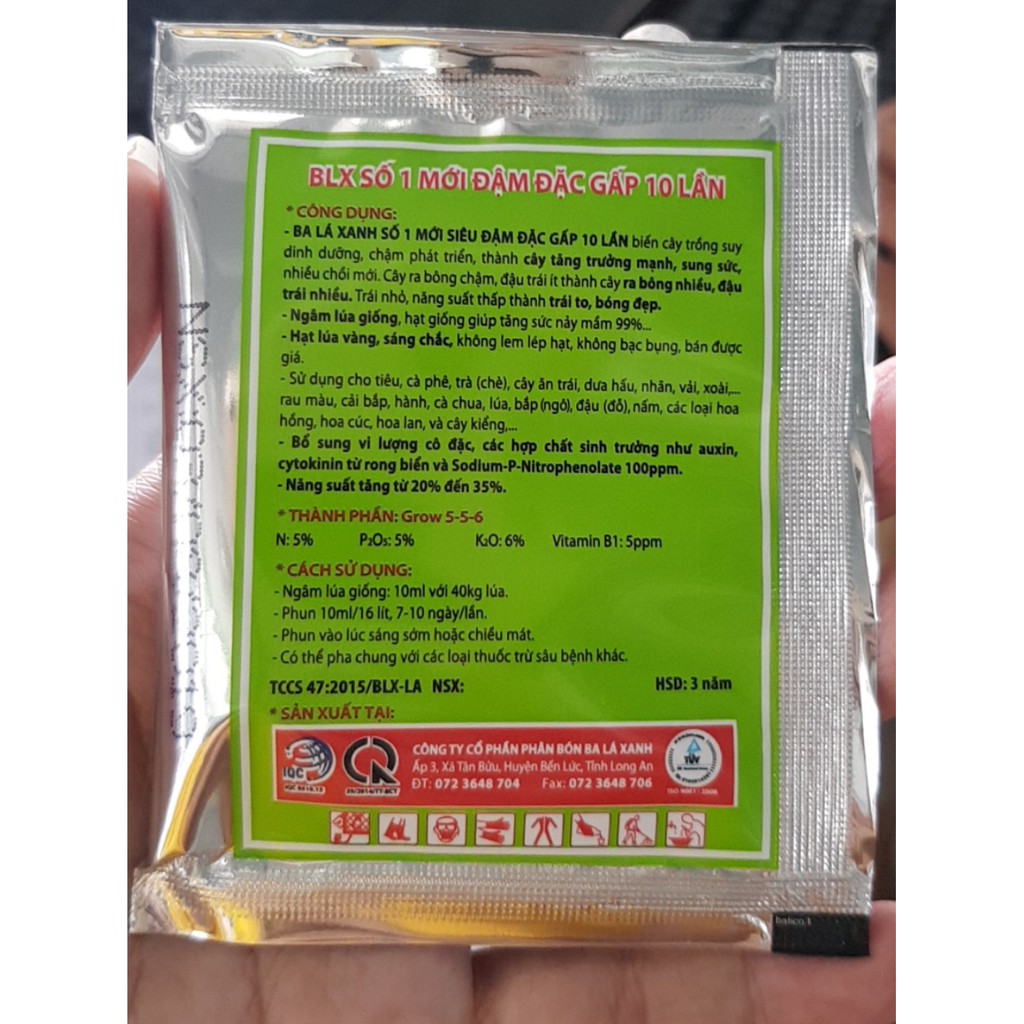 BLX SỐ 1 MỚI ĐẬM ĐẶC GẤP 10 LẦN
* CÔNG DỤNG:
- BA LÁ XANH SỐ 1 MỚI SIÊU ĐẬM ĐẶC GẤP 10 LẦN biến cây trồng suy
dinh dưỡng, chậm phát triển, thành cây tăng trưởng mạnh, sung sức,
nhiều chồi mới. Cây ra bông chậm, đậu trái ít thành cây ra bông nhiều, đậu
trái nhiều. Trái nhỏ, năng suất thấp thành trái to, bóng đẹp.
- Ngâm lúa giống, hạt giống giúp tăng sức nảy mầm 99%...
- Hạt lúa vàng, sáng chắc, không lem lép hạt, không bạc bụng, bán được
giá.
- Sử dụng cho tiêu, cà phê, trà (chè), cây ăn trái, dưa hấu, nhãn, vải, xoài,...
rau màu, cải bắp, hành, cà chua, lúa, bắp (ngô), đậu (đỗ), nấm, các loại hoa
hồng, hoa cúc, hoa lan, và cây kiểng,...
- Bổ sung vi lượng cô đặc, các hợp chất sinh trưởng như auxin,
cytokinin từ rong biển và Sodium-P-Nitrophenolate 100ppm.
- Năng suất tăng từ 20% đến 35%.
* THÀNH PHẦN: Grow 5-5-6
N: 5% P₂O₅: 5% K₂O: 6% Vitamin B1: 5ppm
* CÁCH SỬ DỤNG:
- Ngâm lúa giống: 10ml với 40kg lúa.
- Phun 10ml/16 lít, 7-10 ngày/lần.
- Phun vào lúc sáng sớm hoặc chiều mát.
- Có thể pha chung với các loại thuốc trừ sâu bệnh khác.
TCCS 47:2015/BLX-LA NSX: HSD: 3 năm
* SẢN XUẤT TẠI:
CÔNG TY CỔ PHẦN PHÂN BÓN BA LÁ XANH
Ấp 3, Xã Tân Bửu, Huyện Bến Lức, Tỉnh Long An
ĐT: 072 3648 704 Fax: 072 3648 706
IQC
TÜV
ISO 9001 : 2008